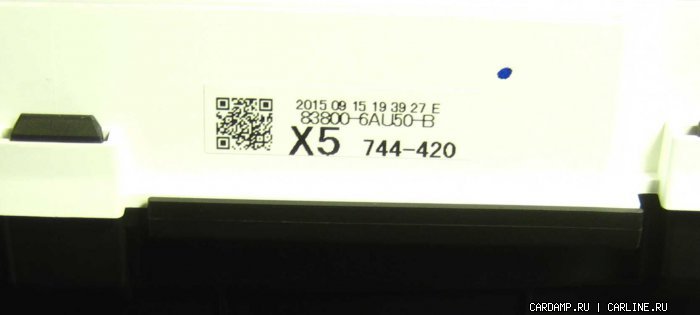 2015 09 15 19 39 27 E
83800-6AU50-B
X5 744-420
CARDAMP.RU | CARLINE.RU